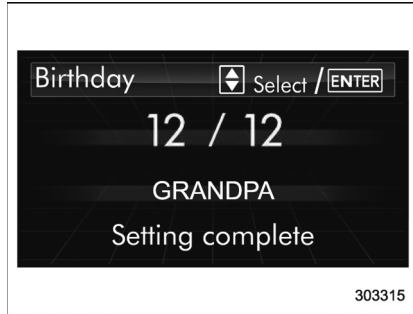 Birthday Select / ENTER
12 / 12
GRANDPA
Setting complete
303315